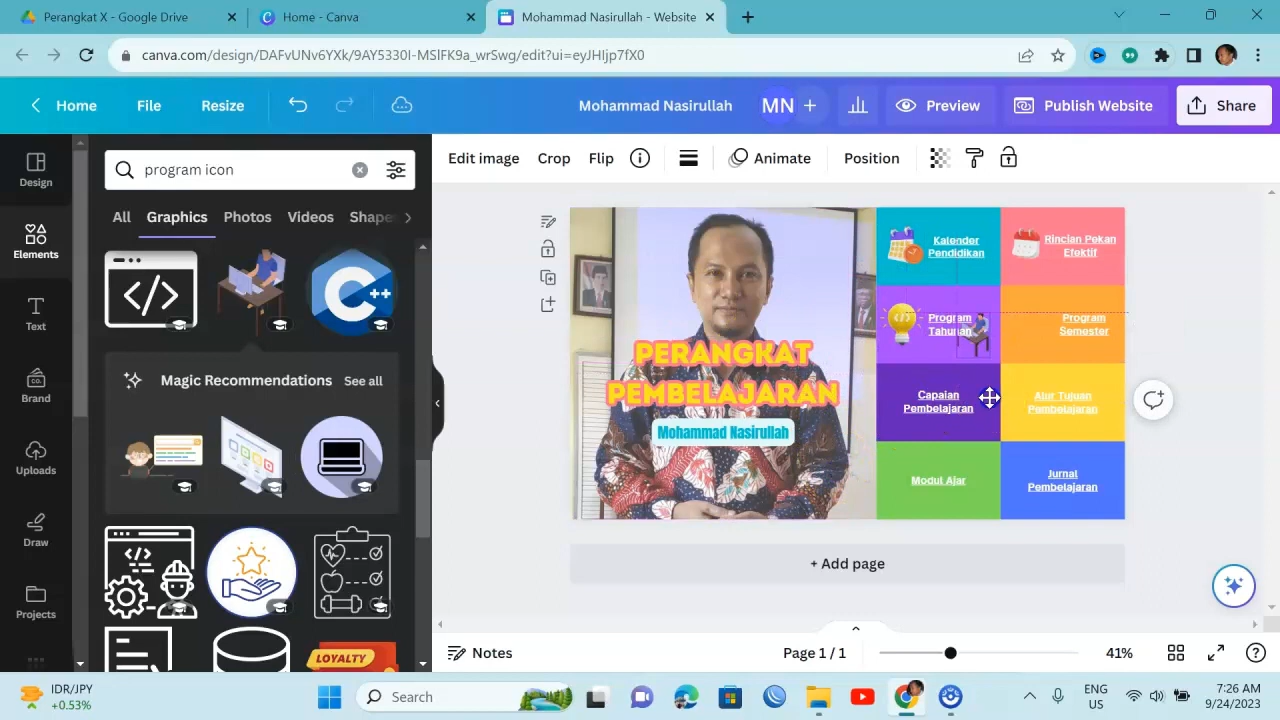 Perangkat X - Google Drive
Home - Canva
Mohammad Nasirullah - Website
canva.com/design/DAFvUNv6YXk/9AY5330I-MSlFK9a_wrSwg/edit?ui=eyJHIjp7fX0
Home
File
Resize
Mohammad Nasirullah
MN
Preview
Publish Website
Share
Design
Elements
Text
Brand
Uploads
Draw
Projects
program icon
All
Graphics
Photos
Videos
Shape
C++
Magic Recommendations
See all
LOYALTY
Edit image
Crop
Flip
Animate
Position
PERANGKAT
PEMBELAJARAN
Mohammad Nasirullah
Kalender
Pendidikan
Rincian Pekan
Efektif
Program
Tahunan
Program
Semester
Capaian
Pembelajaran
Alur Tujuan
Pembelajaran
Modul Ajar
Jurnal
Pembelajaran
+ Add page
Notes
Page 1 / 1
41%
IDR/JPY
+0.53%
Search
ENG
US
7:26 AM
9/24/2023